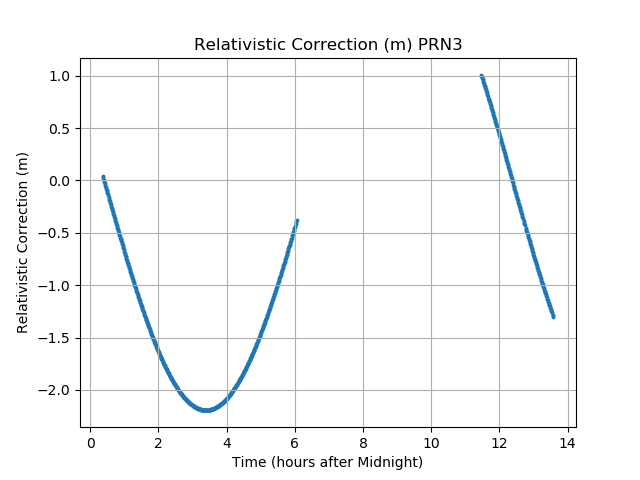 Relativistic Correction (m) PRN3
Relativistic Correction (m)
1.0
0.5
0.0
−0.5
−1.0
−1.5
−2.0
0 2 4 6 8 10 12 14
Time (hours after Midnight)